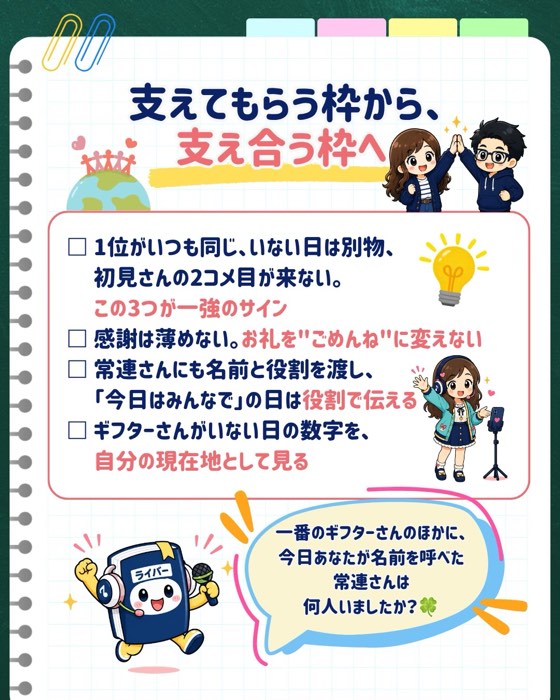 支えてもらう枠から、
支え合う枠へ
□ 1位がいつも同じ、いない日は別物、
初見さんの2コメ目が来ない。
この3つが一強のサイン
□ 感謝は薄めない。お礼を"ごめんね"に変えない
□ 常連さんにも名前と役割を渡し、
「今日はみんなで」の日は役割で伝える
□ ギフターさんがいない日の数字を、
自分の現在地として見る
ライバー
一番のギフターさんのほかに、
今日あなたが名前を呼べた
常連さんは
何人いましたか?🍀